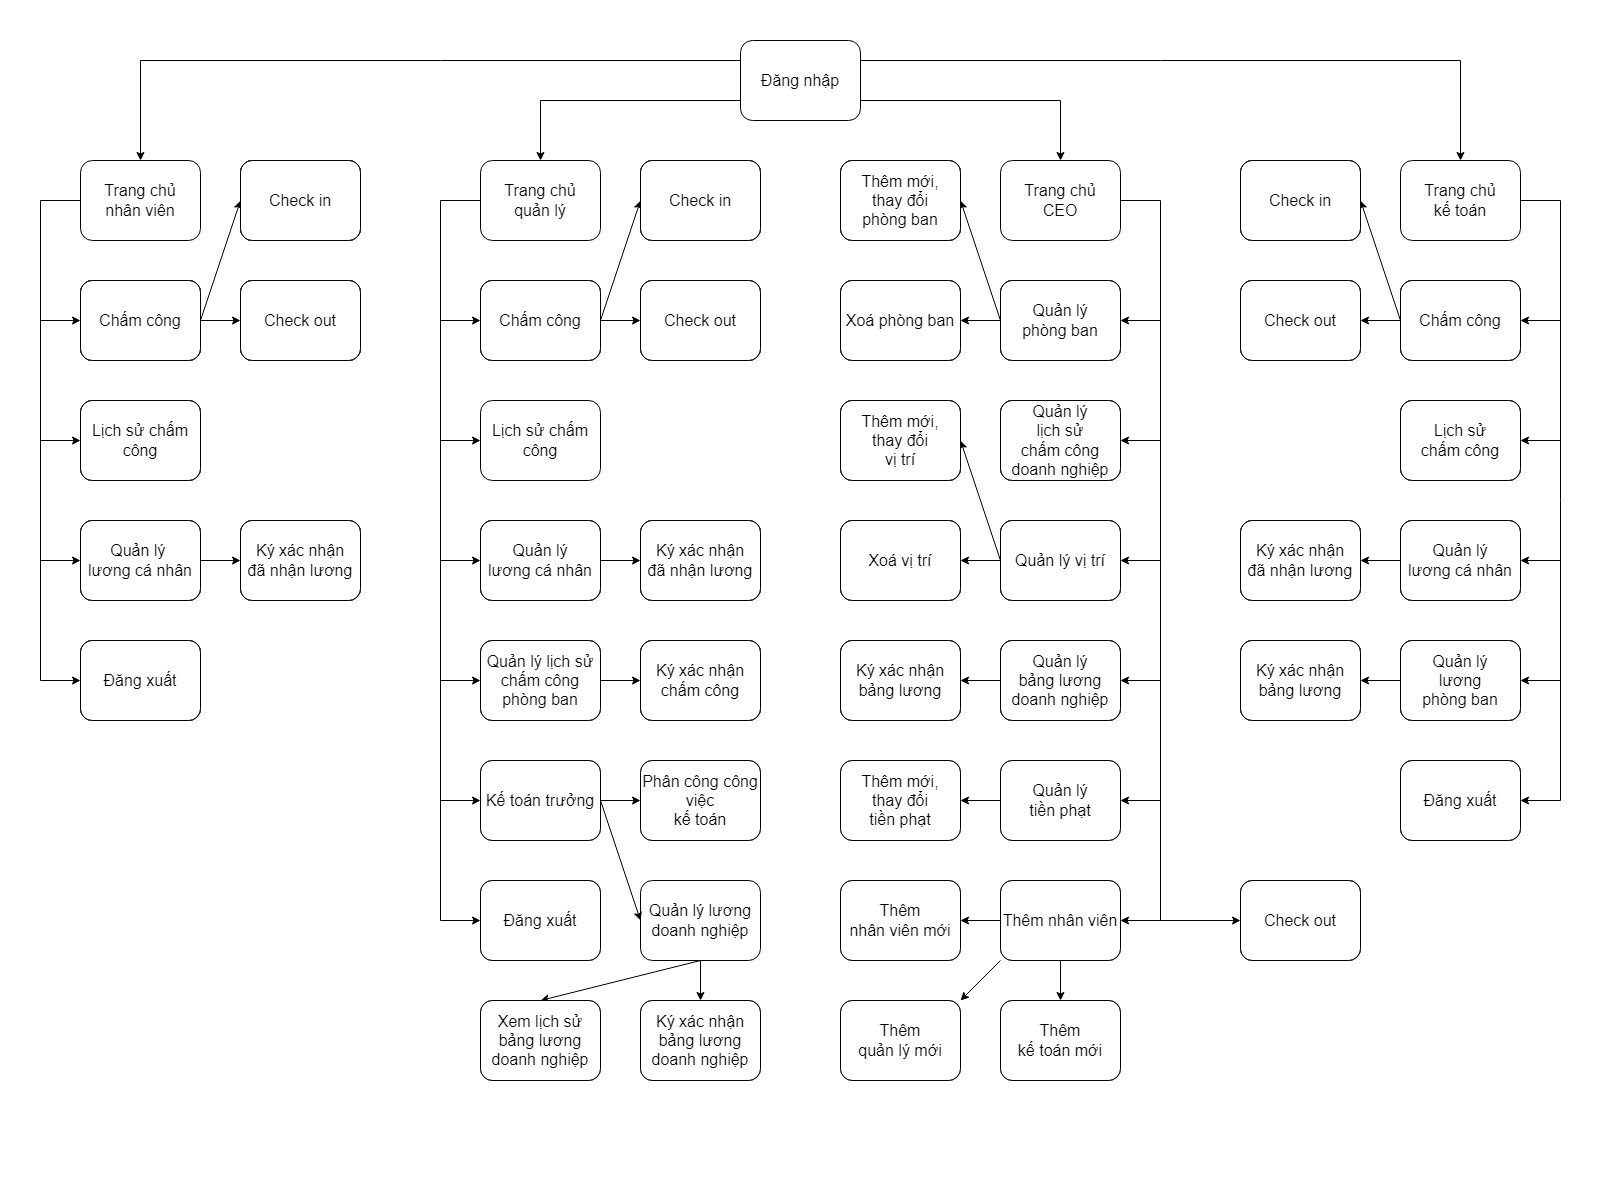 Đăng nhập
Trang chủ
nhân viên
Check in
Trang chủ
quản lý
Check in
Thêm mới,
thay đổi
phòng ban
Trang chủ
CEO
Check in
Trang chủ
kế toán
Chấm công
Check out
Chấm công
Check out
Xoá phòng ban
Quản lý
phòng ban
Check out
Chấm công
Lịch sử chấm
công
Lịch sử chấm
công
Thêm mới,
thay đổi
vị trí
Quản lý
lịch sử
chấm công
doanh nghiệp
Lịch sử
chấm công
Quản lý
lương cá nhân
Ký xác nhận
đã nhận lương
Quản lý
lương cá nhân
Ký xác nhận
đã nhận lương
Xoá vị trí
Quản lý vị trí
Ký xác nhận
đã nhận lương
Quản lý
lương cá nhân
Đăng xuất
Quản lý lịch sử
chấm công
phòng ban
Ký xác nhận
chấm công
Ký xác nhận
bảng lương
Quản lý
bảng lương
doanh nghiệp
Ký xác nhận
bảng lương
Quản lý
lương
phòng ban
Kế toán trưởng
Phân công công
việc
kế toán
Thêm mới,
thay đổi
tiền phạt
Quản lý
tiền phạt
Đăng xuất
Đăng xuất
Quản lý lương
doanh nghiệp
Thêm
nhân viên mới
Thêm nhân viên
Check out
Xem lịch sử
bảng lương
doanh nghiệp
Ký xác nhận
bảng lương
doanh nghiệp
Thêm
quản lý mới
Thêm
kế toán mới